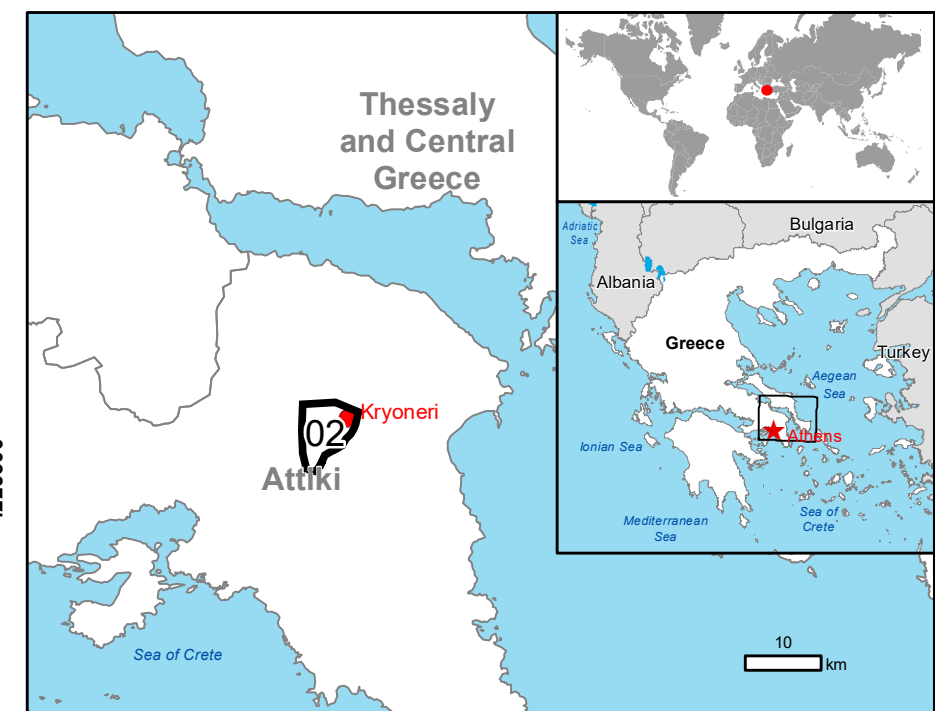 Thessaly
and Central
Greece
Kryoneri
02
Attiki
Sea of Crete
Adriatic
Sea
Bulgaria
Albania
Greece
Turkey
Aegean
Sea
Athens
Ionian Sea
Mediterranean
Sea
Sea of
Crete
10
km